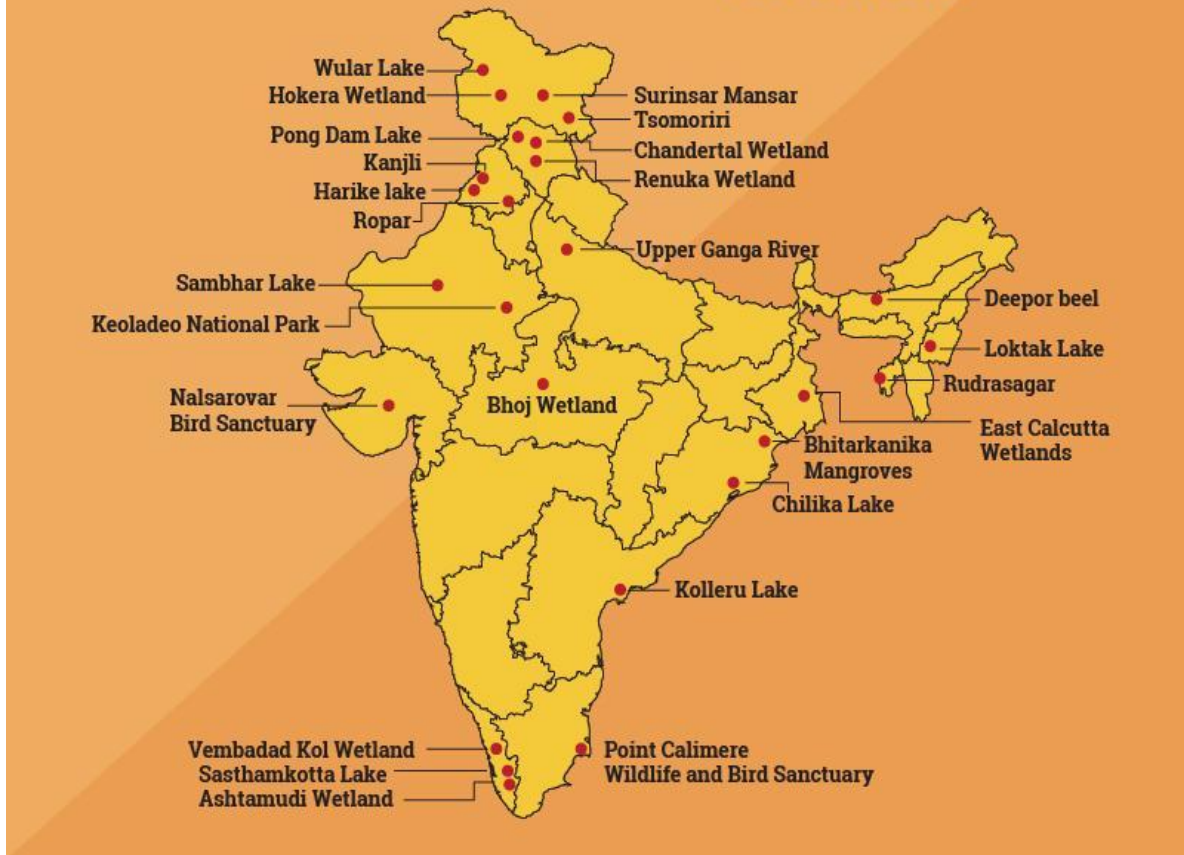 Wular Lake
Hokera Wetland
Surinsar Mansar
Tsomoriri
Pong Dam Lake
Chandertal Wetland
Kanjli
Renuka Wetland
Harike lake
Ropar
Upper Ganga River
Sambhar Lake
Deepor beel
Keoladeo National Park
Loktak Lake
Rudrasagar
Nalsarovar
Bird Sanctuary
Bhoj Wetland
East Calcutta
Wetlands
Bhitarkanika
Mangroves
Chilika Lake
Kolleru Lake
Vembadad Kol Wetland
Sasthamkotta Lake
Ashtamudi Wetland
Point Calimere
Wildlife and Bird Sanctuary